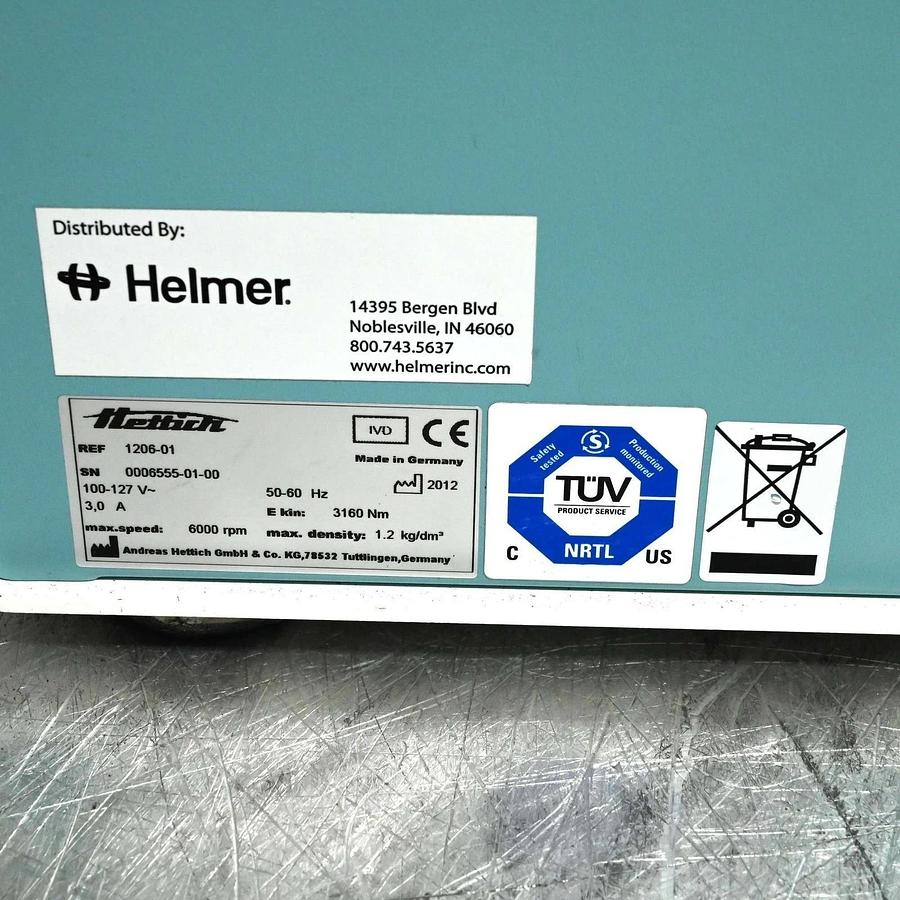 Distributed By:
Helmer.
14395 Bergen Blvd
Noblesville, IN 46060
800.743.5637
www.helmerinc.com
Hettich
IVD CE
REF 1206-01
Made in Germany
SN 0006555-01-00
2012
100-127 V~ 50-60 Hz
3,0 A E kin: 3160 Nm
max.speed: 6000 rpm max. density: 1.2 kg/dm³
Andreas Hettich GmbH & Co. KG,78532 Tuttlingen,Germany
Safety tested
S
Production monitored
TÜV
PRODUCT SERVICE
C NRTL US